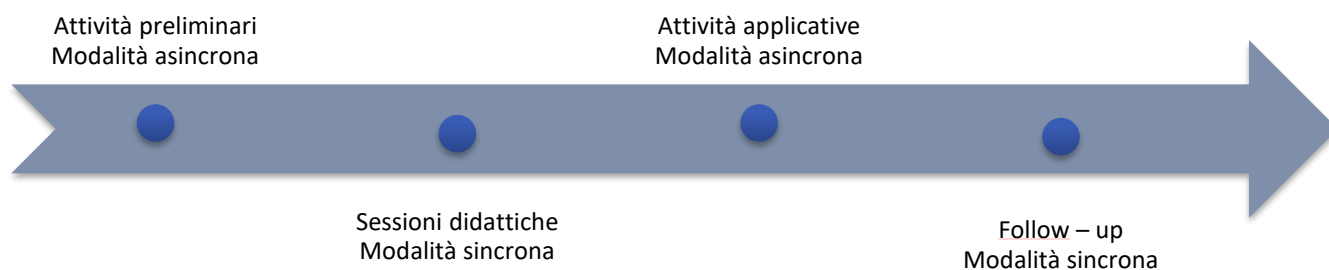 Attività preliminari
Modalità asincrona
Sessioni didattiche
Modalità sincrona
Attività applicative
Modalità asincrona
Follow – up
Modalità sincrona